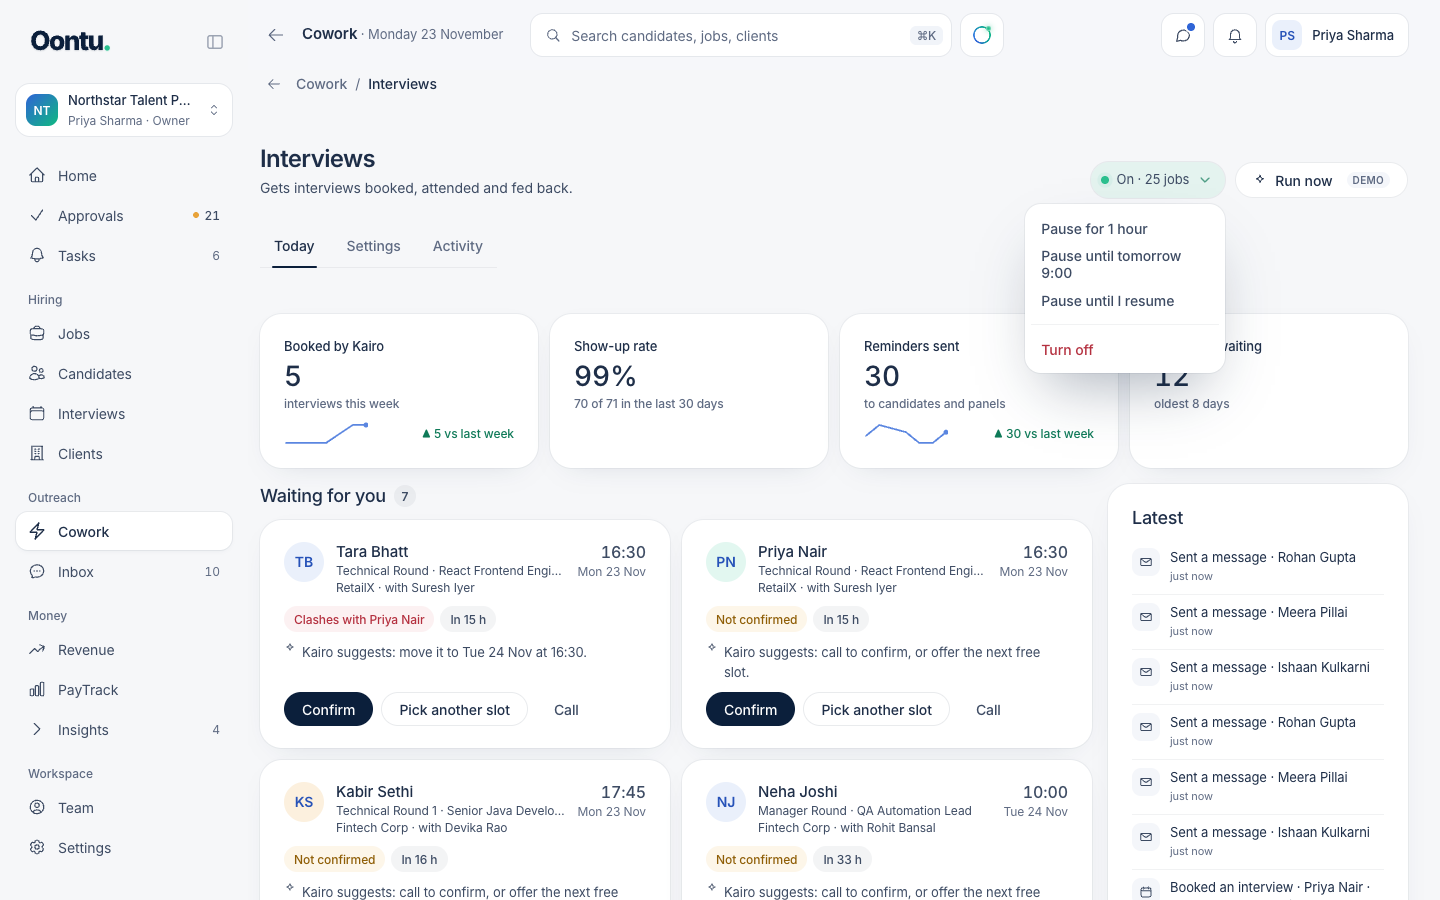 Oontu.
NT
Northstar Talent P...
Priya Sharma · Owner
Home
Approvals
21
Tasks
6
Hiring
Jobs
Candidates
Interviews
Clients
Outreach
Cowork
Inbox
10
Money
Revenue
PayTrack
Insights
4
Workspace
Team
Settings
Cowork · Monday 23 November
Search candidates, jobs, clients
⌘K
PS
Priya Sharma
Cowork / Interviews
Interviews
Gets interviews booked, attended and fed back.
On · 25 jobs
Run now
DEMO
Pause for 1 hour
Pause until tomorrow
9:00
Pause until I resume
Turn off
Today
Settings
Activity
Booked by Kairo
5
interviews this week
▲ 5 vs last week
Show-up rate
99%
70 of 71 in the last 30 days
Reminders sent
30
to candidates and panels
▲ 30 vs last week
12
oldest 8 days
Waiting for you
7
TB
Tara Bhatt
16:30
Technical Round · React Frontend Engi...
Mon 23 Nov
RetailX · with Suresh Iyer
Clashes with Priya Nair
In 15 h
Kairo suggests: move it to Tue 24 Nov at 16:30.
Confirm
Pick another slot
Call
PN
Priya Nair
16:30
Technical Round · React Frontend Engi...
Mon 23 Nov
RetailX · with Suresh Iyer
Not confirmed
In 15 h
Kairo suggests: call to confirm, or offer the next free
slot.
Confirm
Pick another slot
Call
KS
Kabir Sethi
17:45
Technical Round 1 · Senior Java Develo...
Mon 23 Nov
Fintech Corp · with Devika Rao
Not confirmed
In 16 h
Kairo suggests: call to confirm, or offer the next free
NJ
Neha Joshi
10:00
Manager Round · QA Automation Lead
Tue 24 Nov
Fintech Corp · with Rohit Bansal
Not confirmed
In 33 h
Kairo suggests: call to confirm, or offer the next free
Latest
Sent a message · Rohan Gupta
just now
Sent a message · Meera Pillai
just now
Sent a message · Ishaan Kulkarni
just now
Sent a message · Rohan Gupta
just now
Sent a message · Meera Pillai
just now
Sent a message · Ishaan Kulkarni
just now
Booked an interview · Priya Nair ·